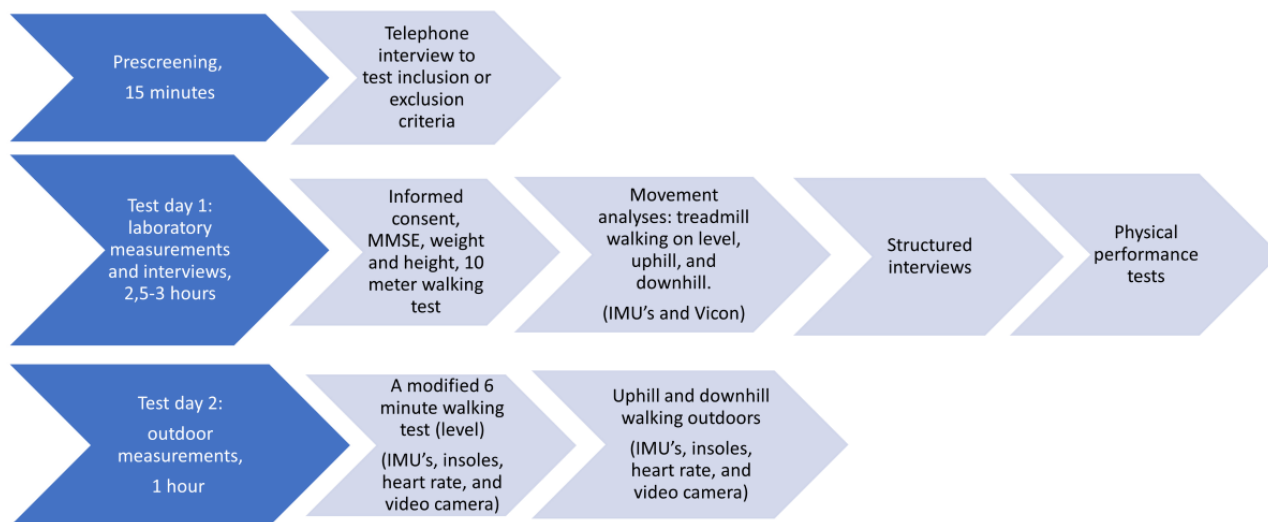 Prescreening,
15 minutes
Telephone
interview to
test inclusion or
exclusion
criteria
Test day 1:
laboratory
measurements
and interviews,
2,5-3 hours
Informed
consent,
MMSE, weight
and height, 10
meter walking
test
Movement
analyses: treadmill
walking on level,
uphill, and
downhill.
(IMU’s and Vicon)
Structured
interviews
Physical
performance
tests
Test day 2:
outdoor
measurements,
1 hour
A modified 6
minute walking
test (level)
(IMU’s, insoles,
heart rate, and
video camera)
Uphill and downhill
walking outdoors
(IMU’s, insoles,
heart rate, and
video camera)